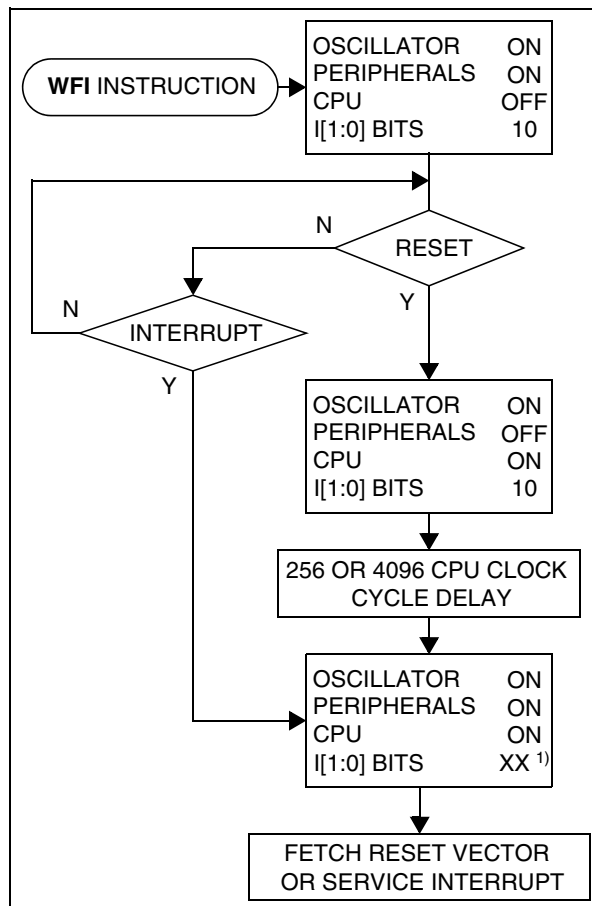 WFI INSTRUCTION
OSCILLATOR ON
PERIPHERALS ON
CPU OFF
I[1:0] BITS 10
N
RESET
Y
N
INTERRUPT
Y
OSCILLATOR ON
PERIPHERALS OFF
CPU ON
I[1:0] BITS 10
256 OR 4096 CPU CLOCK
CYCLE DELAY
OSCILLATOR ON
PERIPHERALS ON
CPU ON
I[1:0] BITS XX 1)
FETCH RESET VECTOR
OR SERVICE INTERRUPT